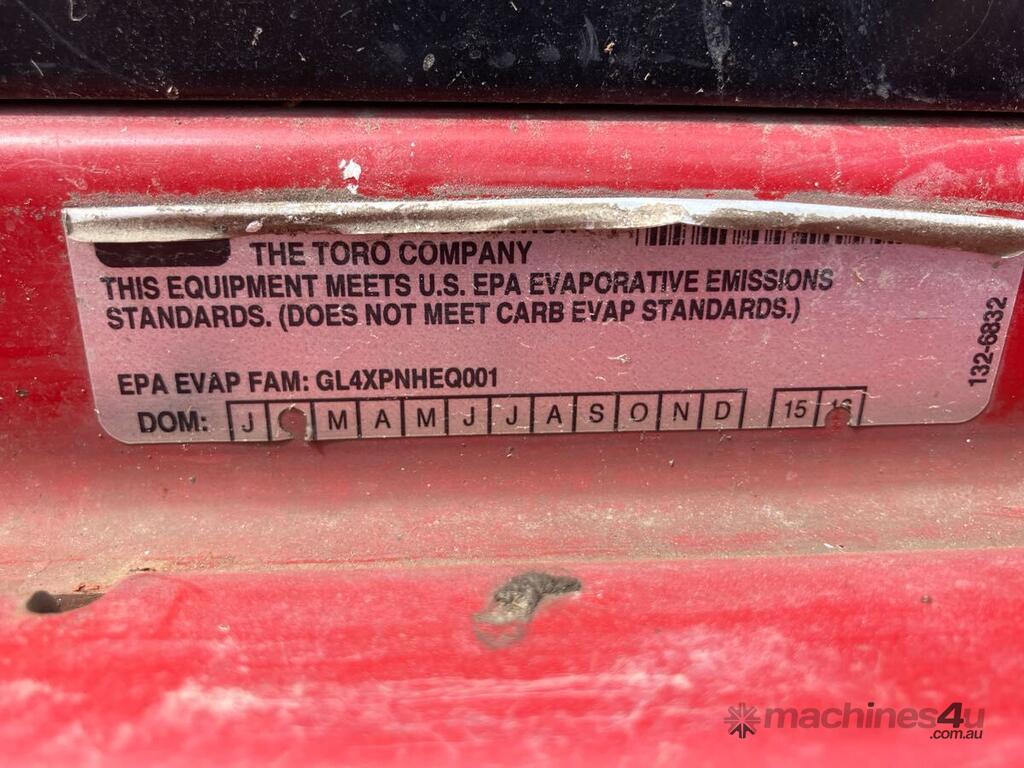 THE TORO COMPANY
THIS EQUIPMENT MEETS U.S. EPA EVAPORATIVE EMISSIONS
STANDARDS. (DOES NOT MEET CARB EVAP STANDARDS.)
132-6832
EPA EVAP FAM: GL4XPNHEQ001
DOM: J M A M J J A S O N D 15 16
machines4u
.com.au